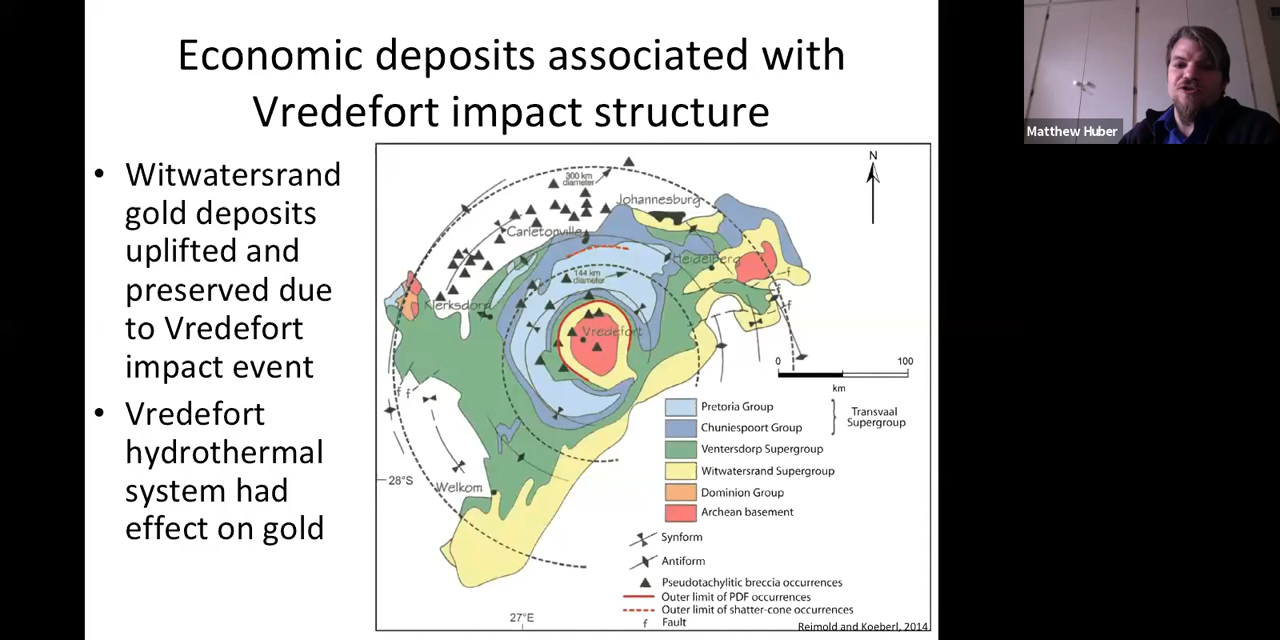 Economic deposits associated with
Vredefort impact structure
• Witwatersrand
gold deposits
uplifted and
preserved due
to Vredefort
impact event
• Vredefort
hydrothermal
system had
effect on gold
N
300 km
diameter
Johannesburg
Carletonville
Heidelberg
144 km
diameter
Klerksdorp
Vredefort
f
f
f f
0 100
km
28°S
Welkom
27°E
Pretoria Group
Chuniespoort Group
Transvaal
Supergroup
Ventersdorp Supergroup
Witwatersrand Supergroup
Dominion Group
Archean basement
Synform
Antiform
Pseudotachylitic breccia occurrences
Outer limit of PDF occurrences
Outer limit of shatter-cone occurrences
f Fault
Reimold and Koeberl, 2014
Matthew Huber